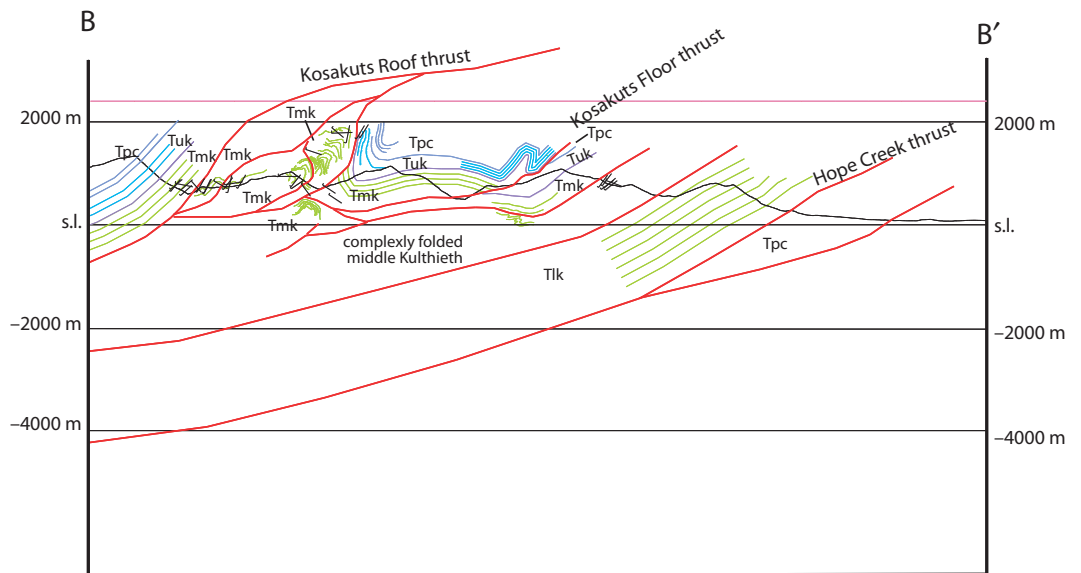 B
B′
Kosakuts Roof thrust
Kosakuts Floor thrust
Hope Creek thrust
2000 m
2000 m
Tmk
Tpc
Tpc
Tuk
Tmk
Tmk
Tpc
Tuk
Tuk
Tmk
Tmk
Tmk
s.l.
Tmk
s.l.
complexly folded
middle Kulthieth
Tpc
Tlk
–2000 m
–2000 m
–4000 m
–4000 m